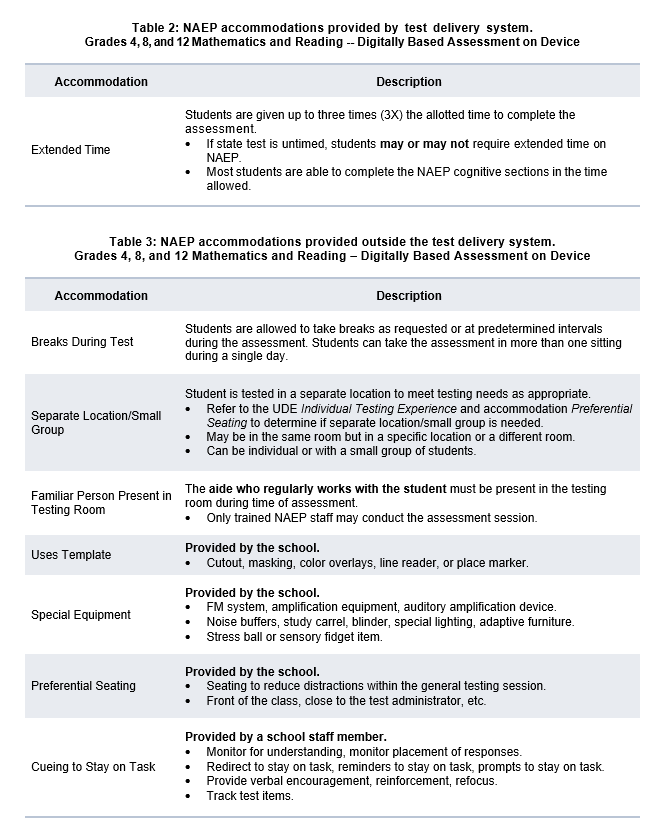 Table 2: NAEP accommodations provided by test delivery system.
Grades 4, 8, and 12 Mathematics and Reading -- Digitally Based Assessment on Device
Accommodation Description
Extended Time
Students are given up to three times (3X) the allotted time to complete the
assessment.
• If state test is untimed, students may or may not require extended time on
NAEP.
• Most students are able to complete the NAEP cognitive sections in the time
allowed.
Table 3: NAEP accommodations provided outside the test delivery system.
Grades 4, 8, and 12 Mathematics and Reading – Digitally Based Assessment on Device
Accommodation Description
Breaks During Test
Students are allowed to take breaks as requested or at predetermined intervals
during the assessment. Students can take the assessment in more than one sitting
during a single day.
Separate Location/Small
Group
Student is tested in a separate location to meet testing needs as appropriate.
• Refer to the UDE Individual Testing Experience and accommodation Preferential
Seating to determine if separate location/small group is needed.
• May be in the same room but in a specific location or a different room.
• Can be individual or with a small group of students.
Familiar Person Present in
Testing Room
The aide who regularly works with the student must be present in the testing
room during time of assessment.
• Only trained NAEP staff may conduct the assessment session.
Uses Template
Provided by the school.
• Cutout, masking, color overlays, line reader, or place marker.
Special Equipment
Provided by the school.
• FM system, amplification equipment, auditory amplification device.
• Noise buffers, study carrel, blinder, special lighting, adaptive furniture.
• Stress ball or sensory fidget item.
Preferential Seating
Provided by the school.
• Seating to reduce distractions within the general testing session.
• Front of the class, close to the test administrator, etc.
Cueing to Stay on Task
Provided by a school staff member.
• Monitor for understanding, monitor placement of responses.
• Redirect to stay on task, reminders to stay on task, prompts to stay on task.
• Provide verbal encouragement, reinforcement, refocus.
• Track test items.